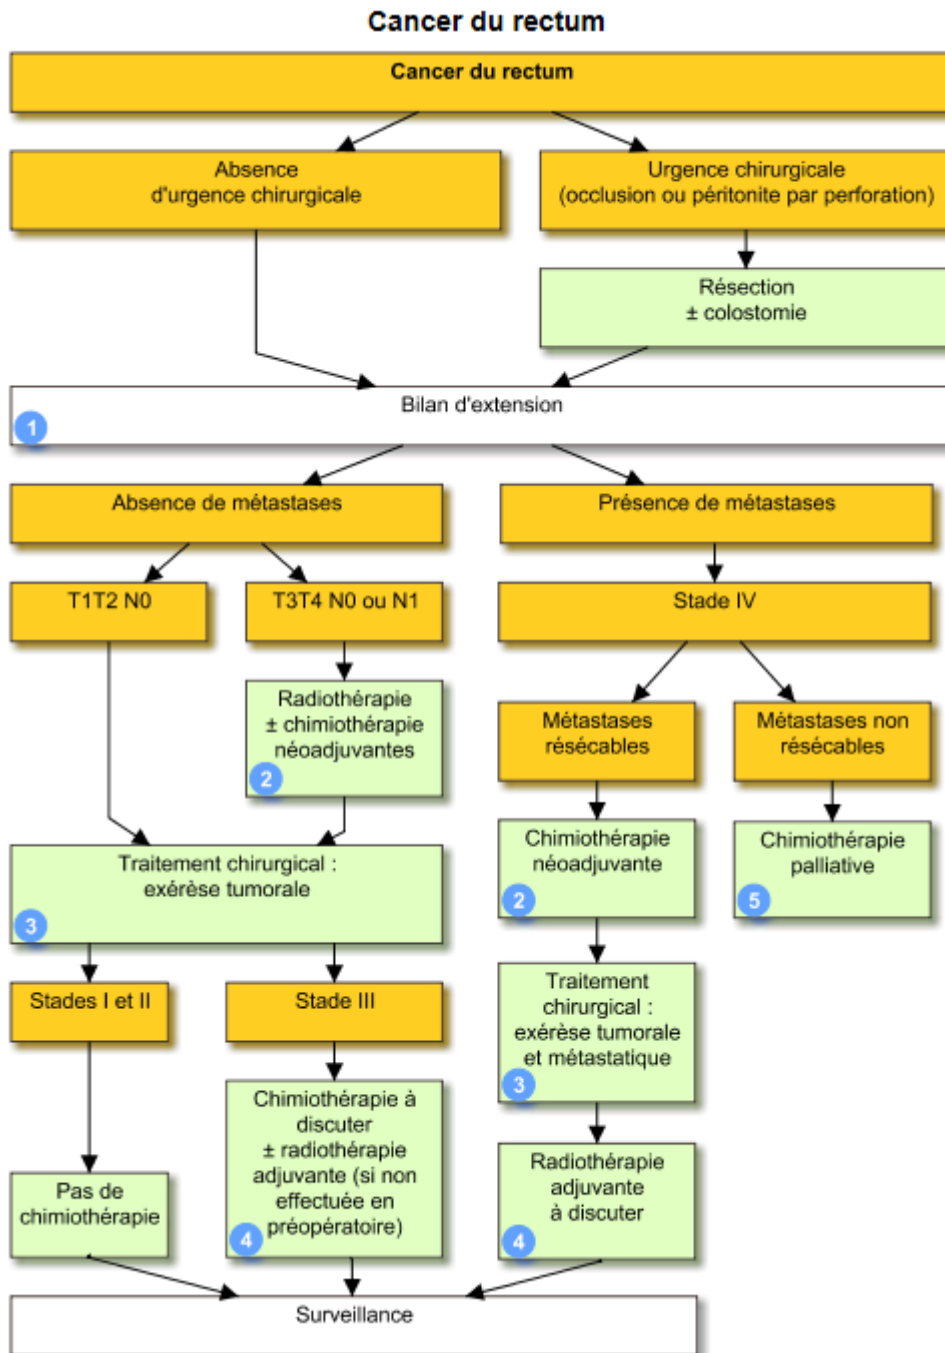 Cancer du rectum
Cancer du rectum
Absence
d'urgence chirurgicale
Urgence chirurgicale
(occlusion ou péritonite par perforation)
Résection
± colostomie
Bilan d'extension
1
Absence de métastases
Présence de métastases
T1T2 N0
T3T4 N0 ou N1
Stade IV
Radiothérapie
± chimiothérapie
néoadjuvantes
2
Métastases
résécables
Métastases non
résécables
Traitement chirurgical :
exérèse tumorale
3
Chimiothérapie
néoadjuvante
2
Chimiothérapie
palliative
5
Stades I et II
Stade III
Traitement
chirurgical :
exérèse tumorale
et métastatique
3
Pas de
chimiothérapie
Chimiothérapie à
discuter
± radiothérapie
adjuvante (si non
effectuée en
préopératoire)
4
Radiothérapie
adjuvante
à discuter
4
Surveillance